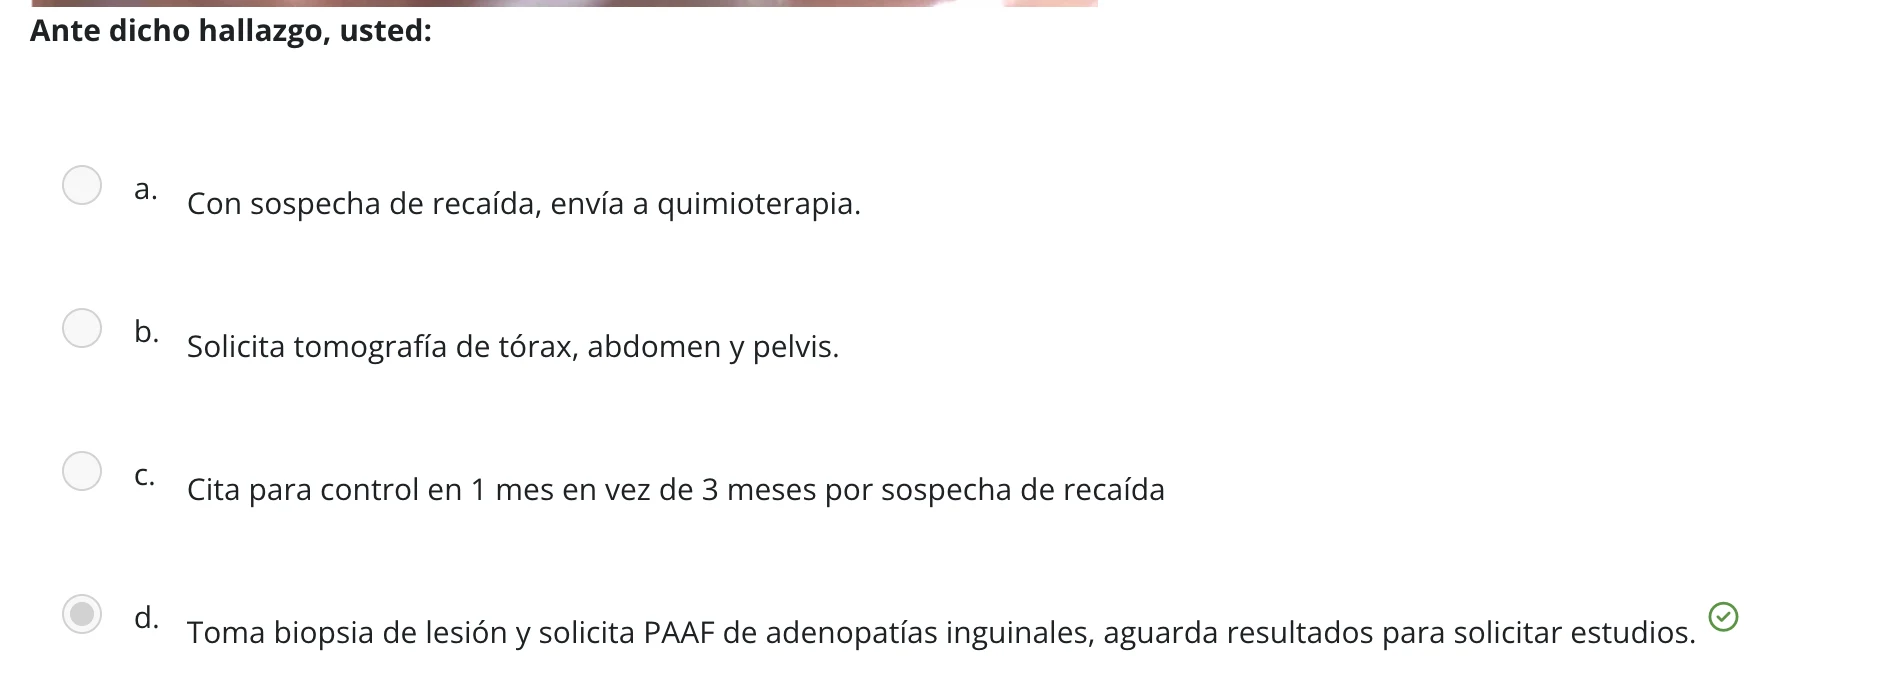 Ante dicho hallazgo, usted:
a. Con sospecha de recaída, envía a quimioterapia.
b. Solicita tomografía de tórax, abdomen y pelvis.
c. Cita para control en 1 mes en vez de 3 meses por sospecha de recaída
d. Toma biopsia de lesión y solicita PAAF de adenopatías inguinales, aguarda resultados para solicitar estudios.